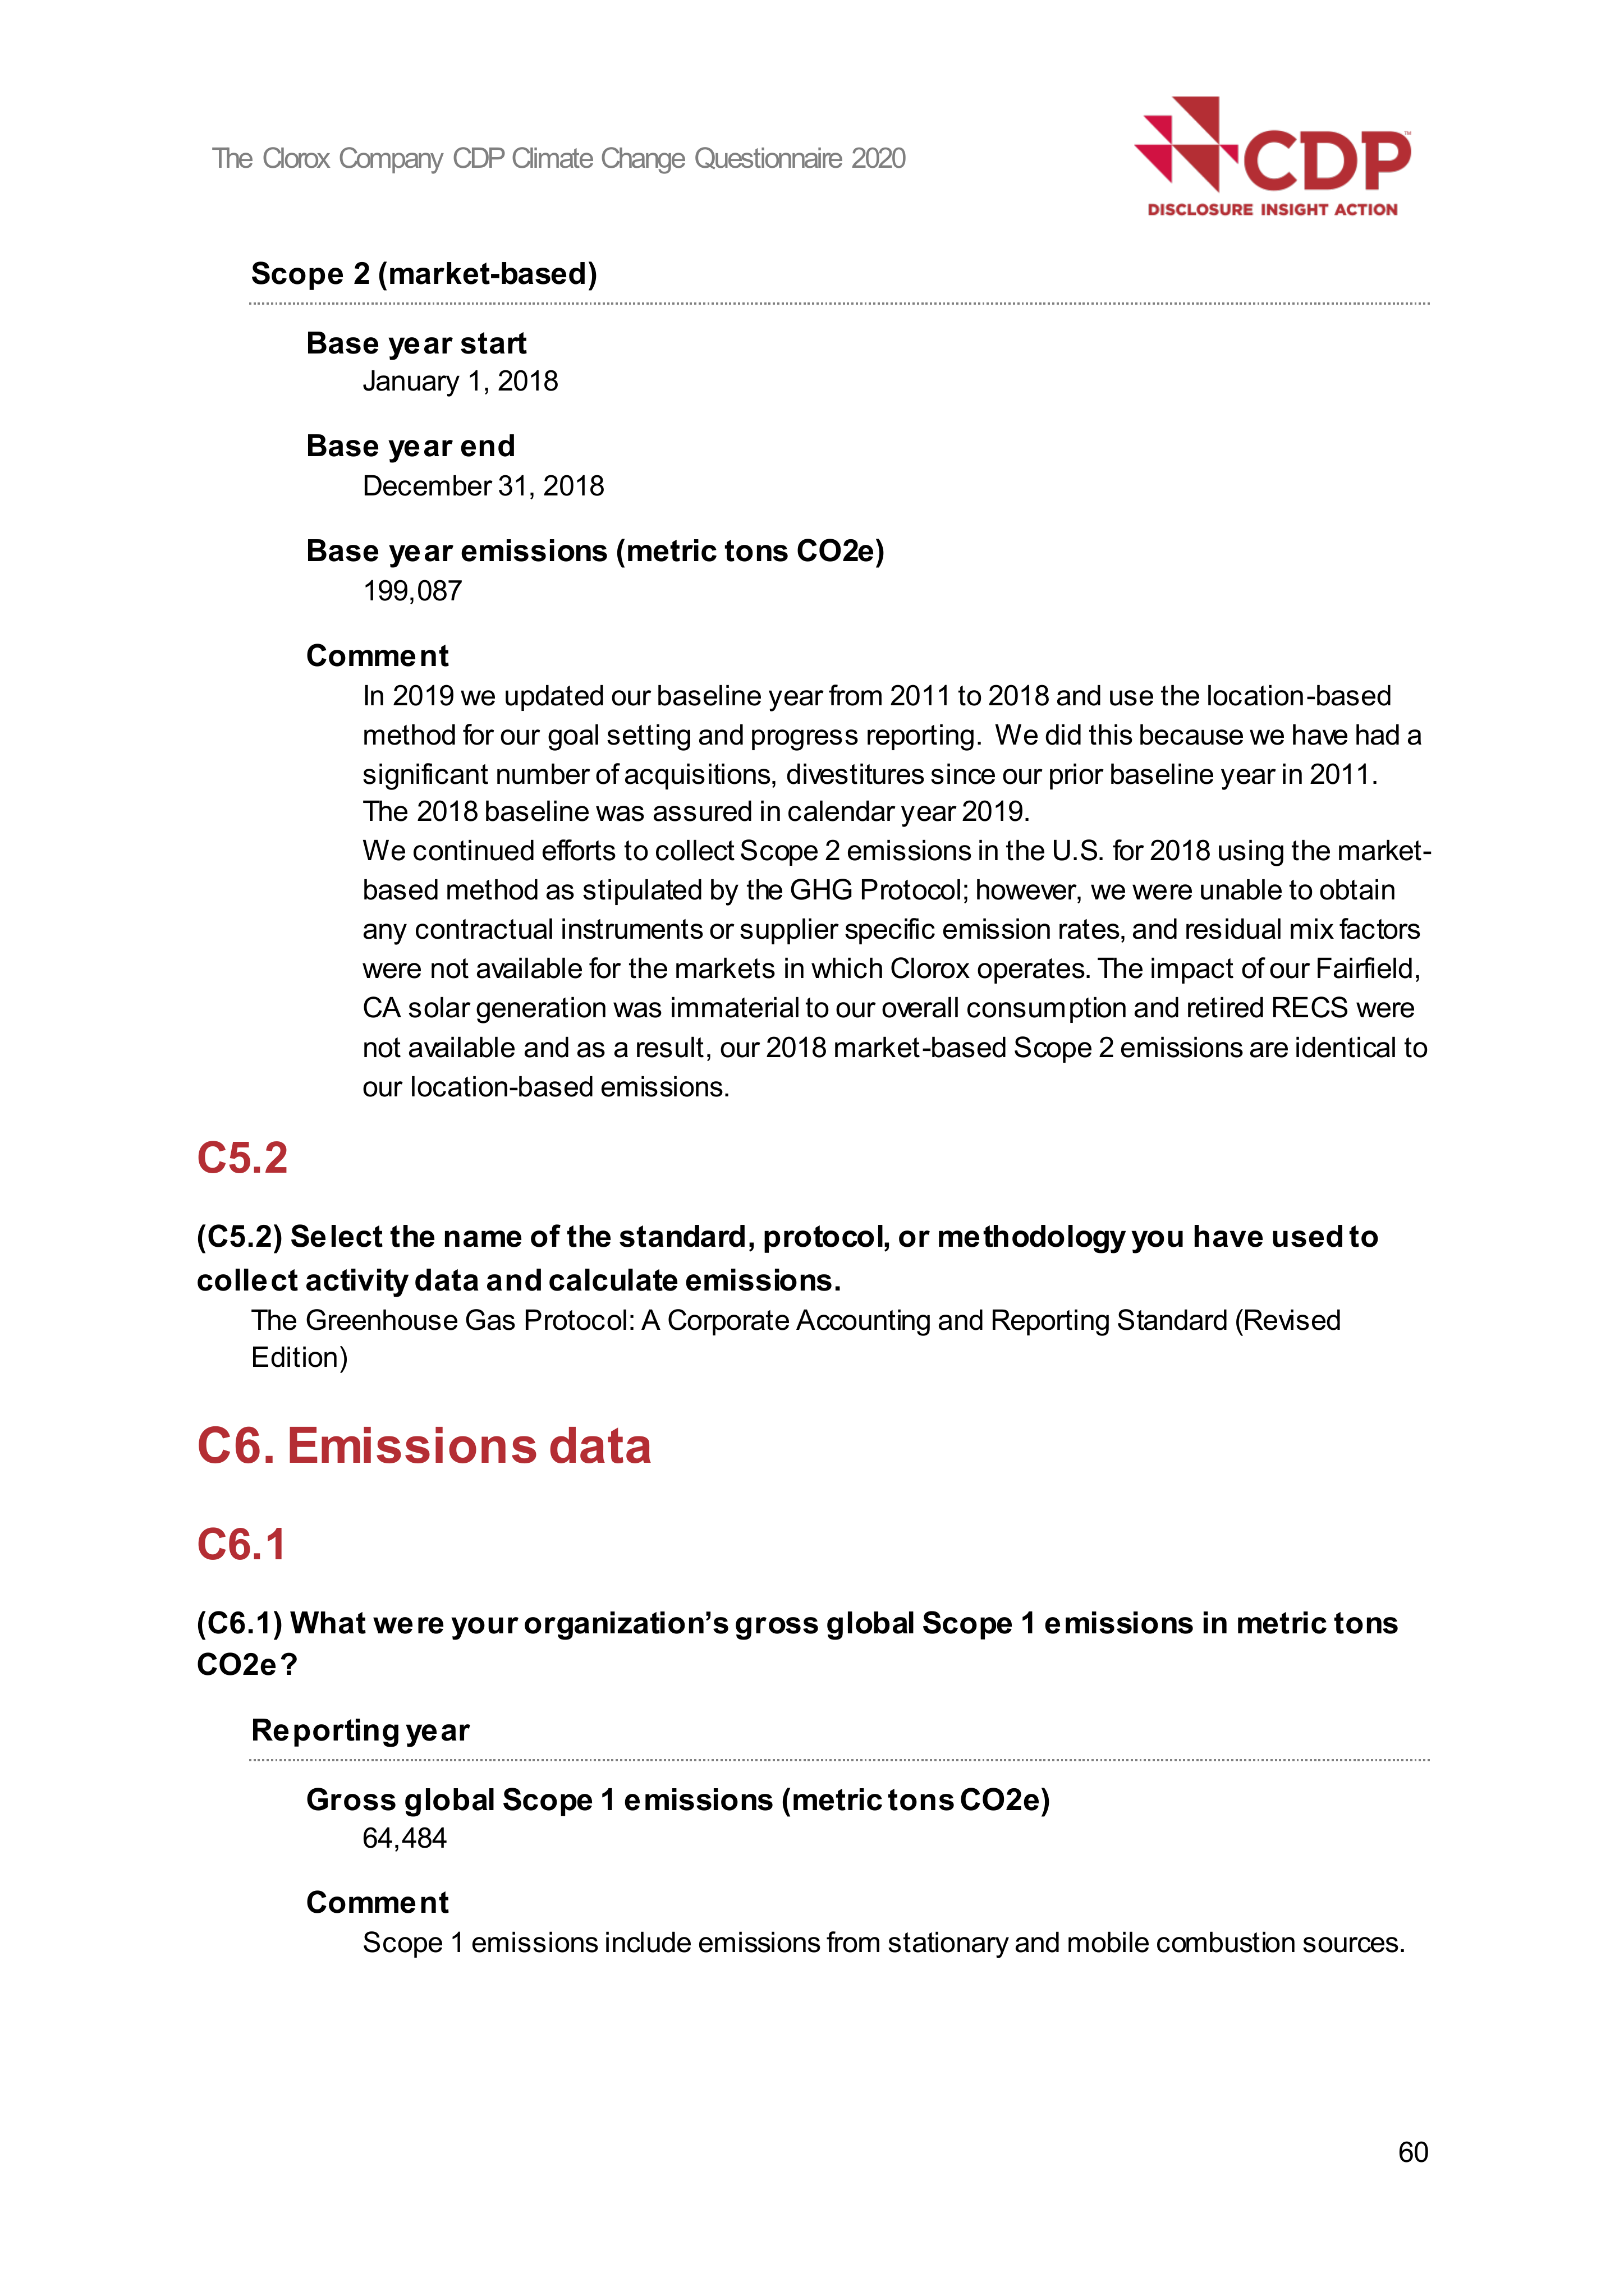 The Clorox Company CDP Climate Change Questionnaire 2020
CDP™
DISCLOSURE INSIGHT ACTION
Scope 2 (market-based)
Base year start
January 1, 2018
Base year end
December 31, 2018
Base year emissions (metric tons CO2e)
199,087
Comment
In 2019 we updated our baseline year from 2011 to 2018 and use the location-based
method for our goal setting and progress reporting.  We did this because we have had a
significant number of acquisitions, divestitures since our prior baseline year in 2011.
The 2018 baseline was assured in calendar year 2019.
We continued efforts to collect Scope 2 emissions in the U.S. for 2018 using the market-
based method as stipulated by the GHG Protocol; however, we were unable to obtain
any contractual instruments or supplier specific emission rates, and residual mix factors
were not available for the markets in which Clorox operates. The impact of our Fairfield,
CA solar generation was immaterial to our overall consumption and retired RECS were
not available and as a result, our 2018 market-based Scope 2 emissions are identical to
our location-based emissions.
C5.2
(C5.2) Select the name of the standard, protocol, or methodology you have used to
collect activity data and calculate emissions.
The Greenhouse Gas Protocol: A Corporate Accounting and Reporting Standard (Revised
Edition)
C6. Emissions data
C6.1
(C6.1) What were your organization’s gross global Scope 1 emissions in metric tons
CO2e?
Reporting year
Gross global Scope 1 emissions (metric tons CO2e)
64,484
Comment
Scope 1 emissions include emissions from stationary and mobile combustion sources.
60